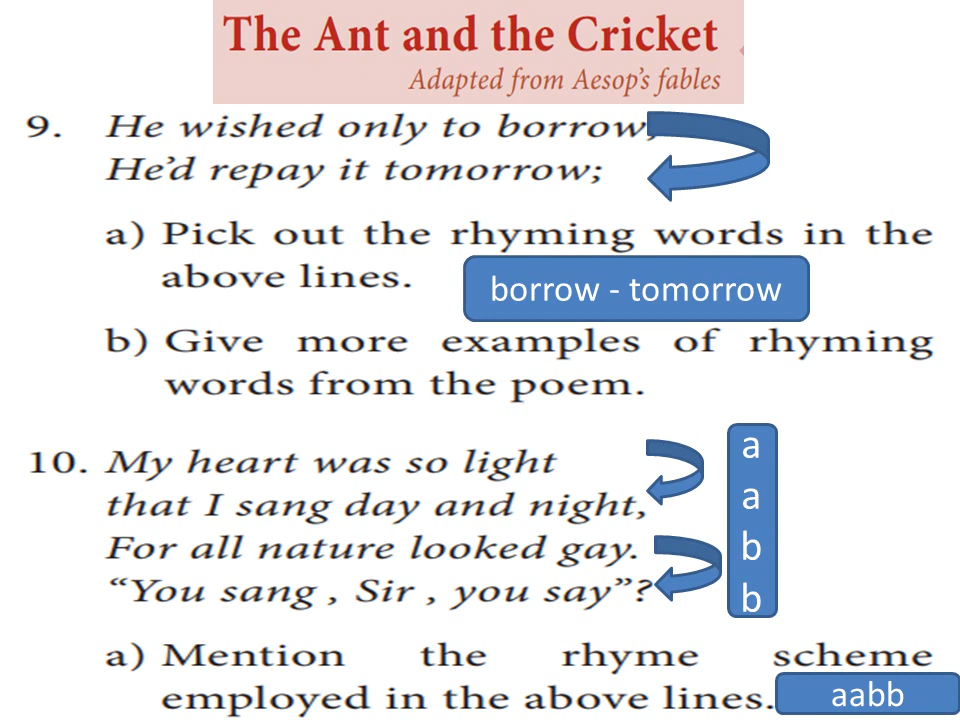 The Ant and the Cricket
Adapted from Aesop's fables
9. He wished only to borrow,
He'd repay it tomorrow;
a) Pick out the rhyming words in the
above lines.
borrow - tomorrow
b) Give more examples of rhyming
words from the poem.
10. My heart was so light
that I sang day and night,
For all nature looked gay.
“You sang , Sir , you say”?
a
a
b
b
a) Mention the rhyme scheme
employed in the above lines.
aabb